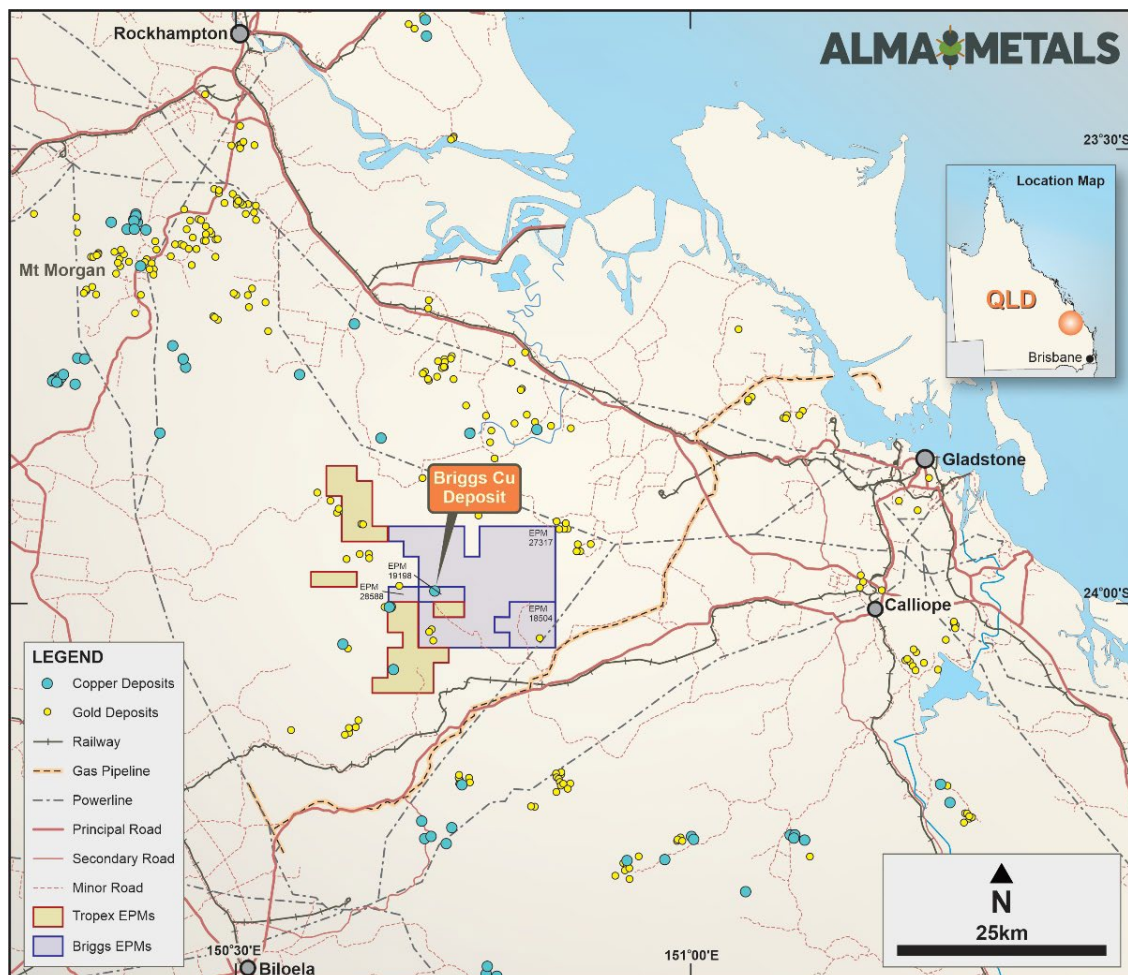 Rockhampton
ALMA METALS
23°30'S
Location Map
QLD
Brisbane
Mt Morgan
Gladstone
Briggs Cu
Deposit
EPM
27317
EPM
19198
EPM
28588
EPM
18504
24°00'S
Calliope
LEGEND
Copper Deposits
Gold Deposits
Railway
Gas Pipeline
Powerline
Principal Road
Secondary Road
Minor Road
Tropex EPMs
Briggs EPMs
N
25km
150°30'E
151°00'E
Biloela